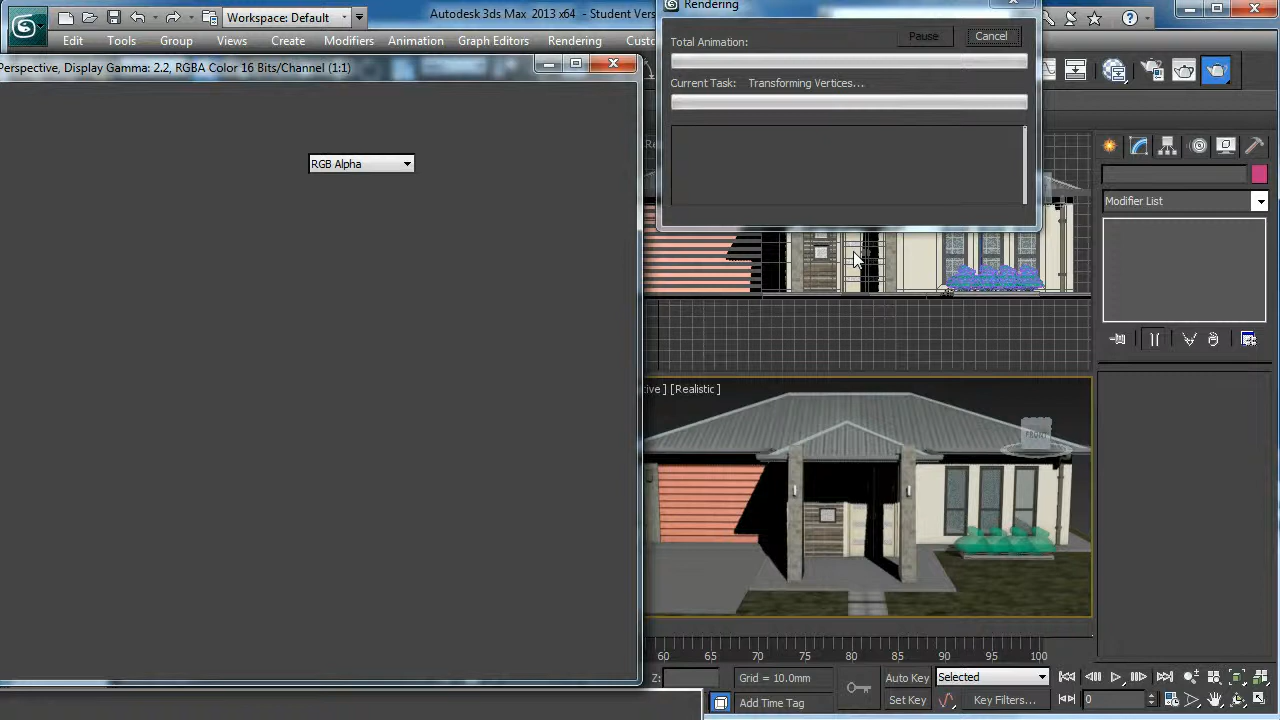 Workspace: Default
Autodesk 3ds Max 2013 x64 - Student Vers
Rendering
Edit
Tools
Group
Views
Create
Modifiers
Animation
Graph Editors
Rendering
Custo
Total Animation:
Pause
Cancel
Perspective, Display Gamma: 2.2, RGBA Color 16 Bits/Channel (1:1)
Current Task: Transforming Vertices...
RGB Alpha
Modifier List
tive ] [Realistic ]
FRONT
60 65 70 75 80 85 90 95 100
Z:
Grid = 10.0mm
Auto Key
Selected
Add Time Tag
Set Key
Key Filters...
0